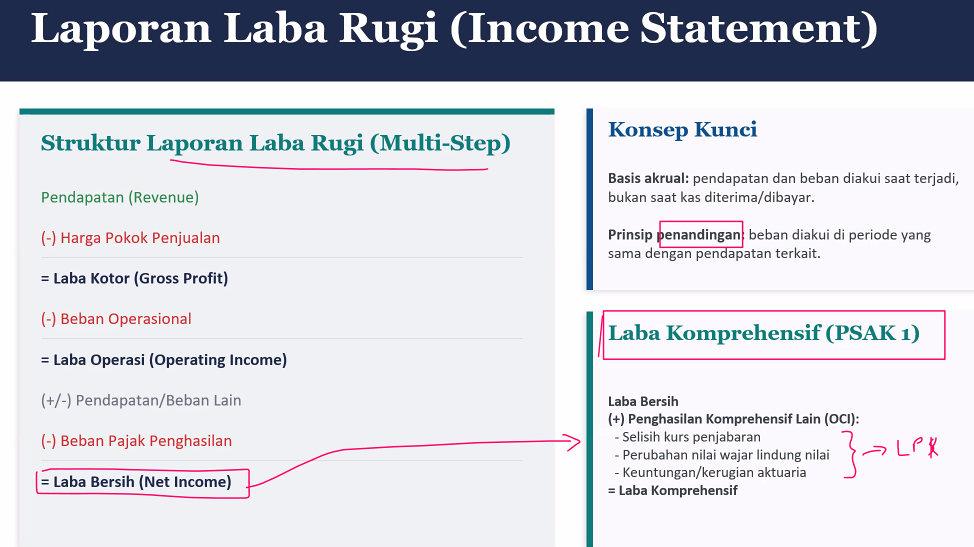 Laporan Laba Rugi (Income Statement)
Struktur Laporan Laba Rugi (Multi-Step)
Pendapatan (Revenue)
(-) Harga Pokok Penjualan
= Laba Kotor (Gross Profit)
(-) Beban Operasional
= Laba Operasi (Operating Income)
(+/-) Pendapatan/Beban Lain
(-) Beban Pajak Penghasilan
= Laba Bersih (Net Income)
Konsep Kunci
Basis akrual: pendapatan dan beban diakui saat terjadi,
bukan saat kas diterima/dibayar.
Prinsip penandingan: beban diakui di periode yang
sama dengan pendapatan terkait.
Laba Komprehensif (PSAK 1)
Laba Bersih
(+) Penghasilan Komprehensif Lain (OCI):
- Selisih kurs penjabaran
- Perubahan nilai wajar lindung nilai
- Keuntungan/kerugian aktuaria
= Laba Komprehensif